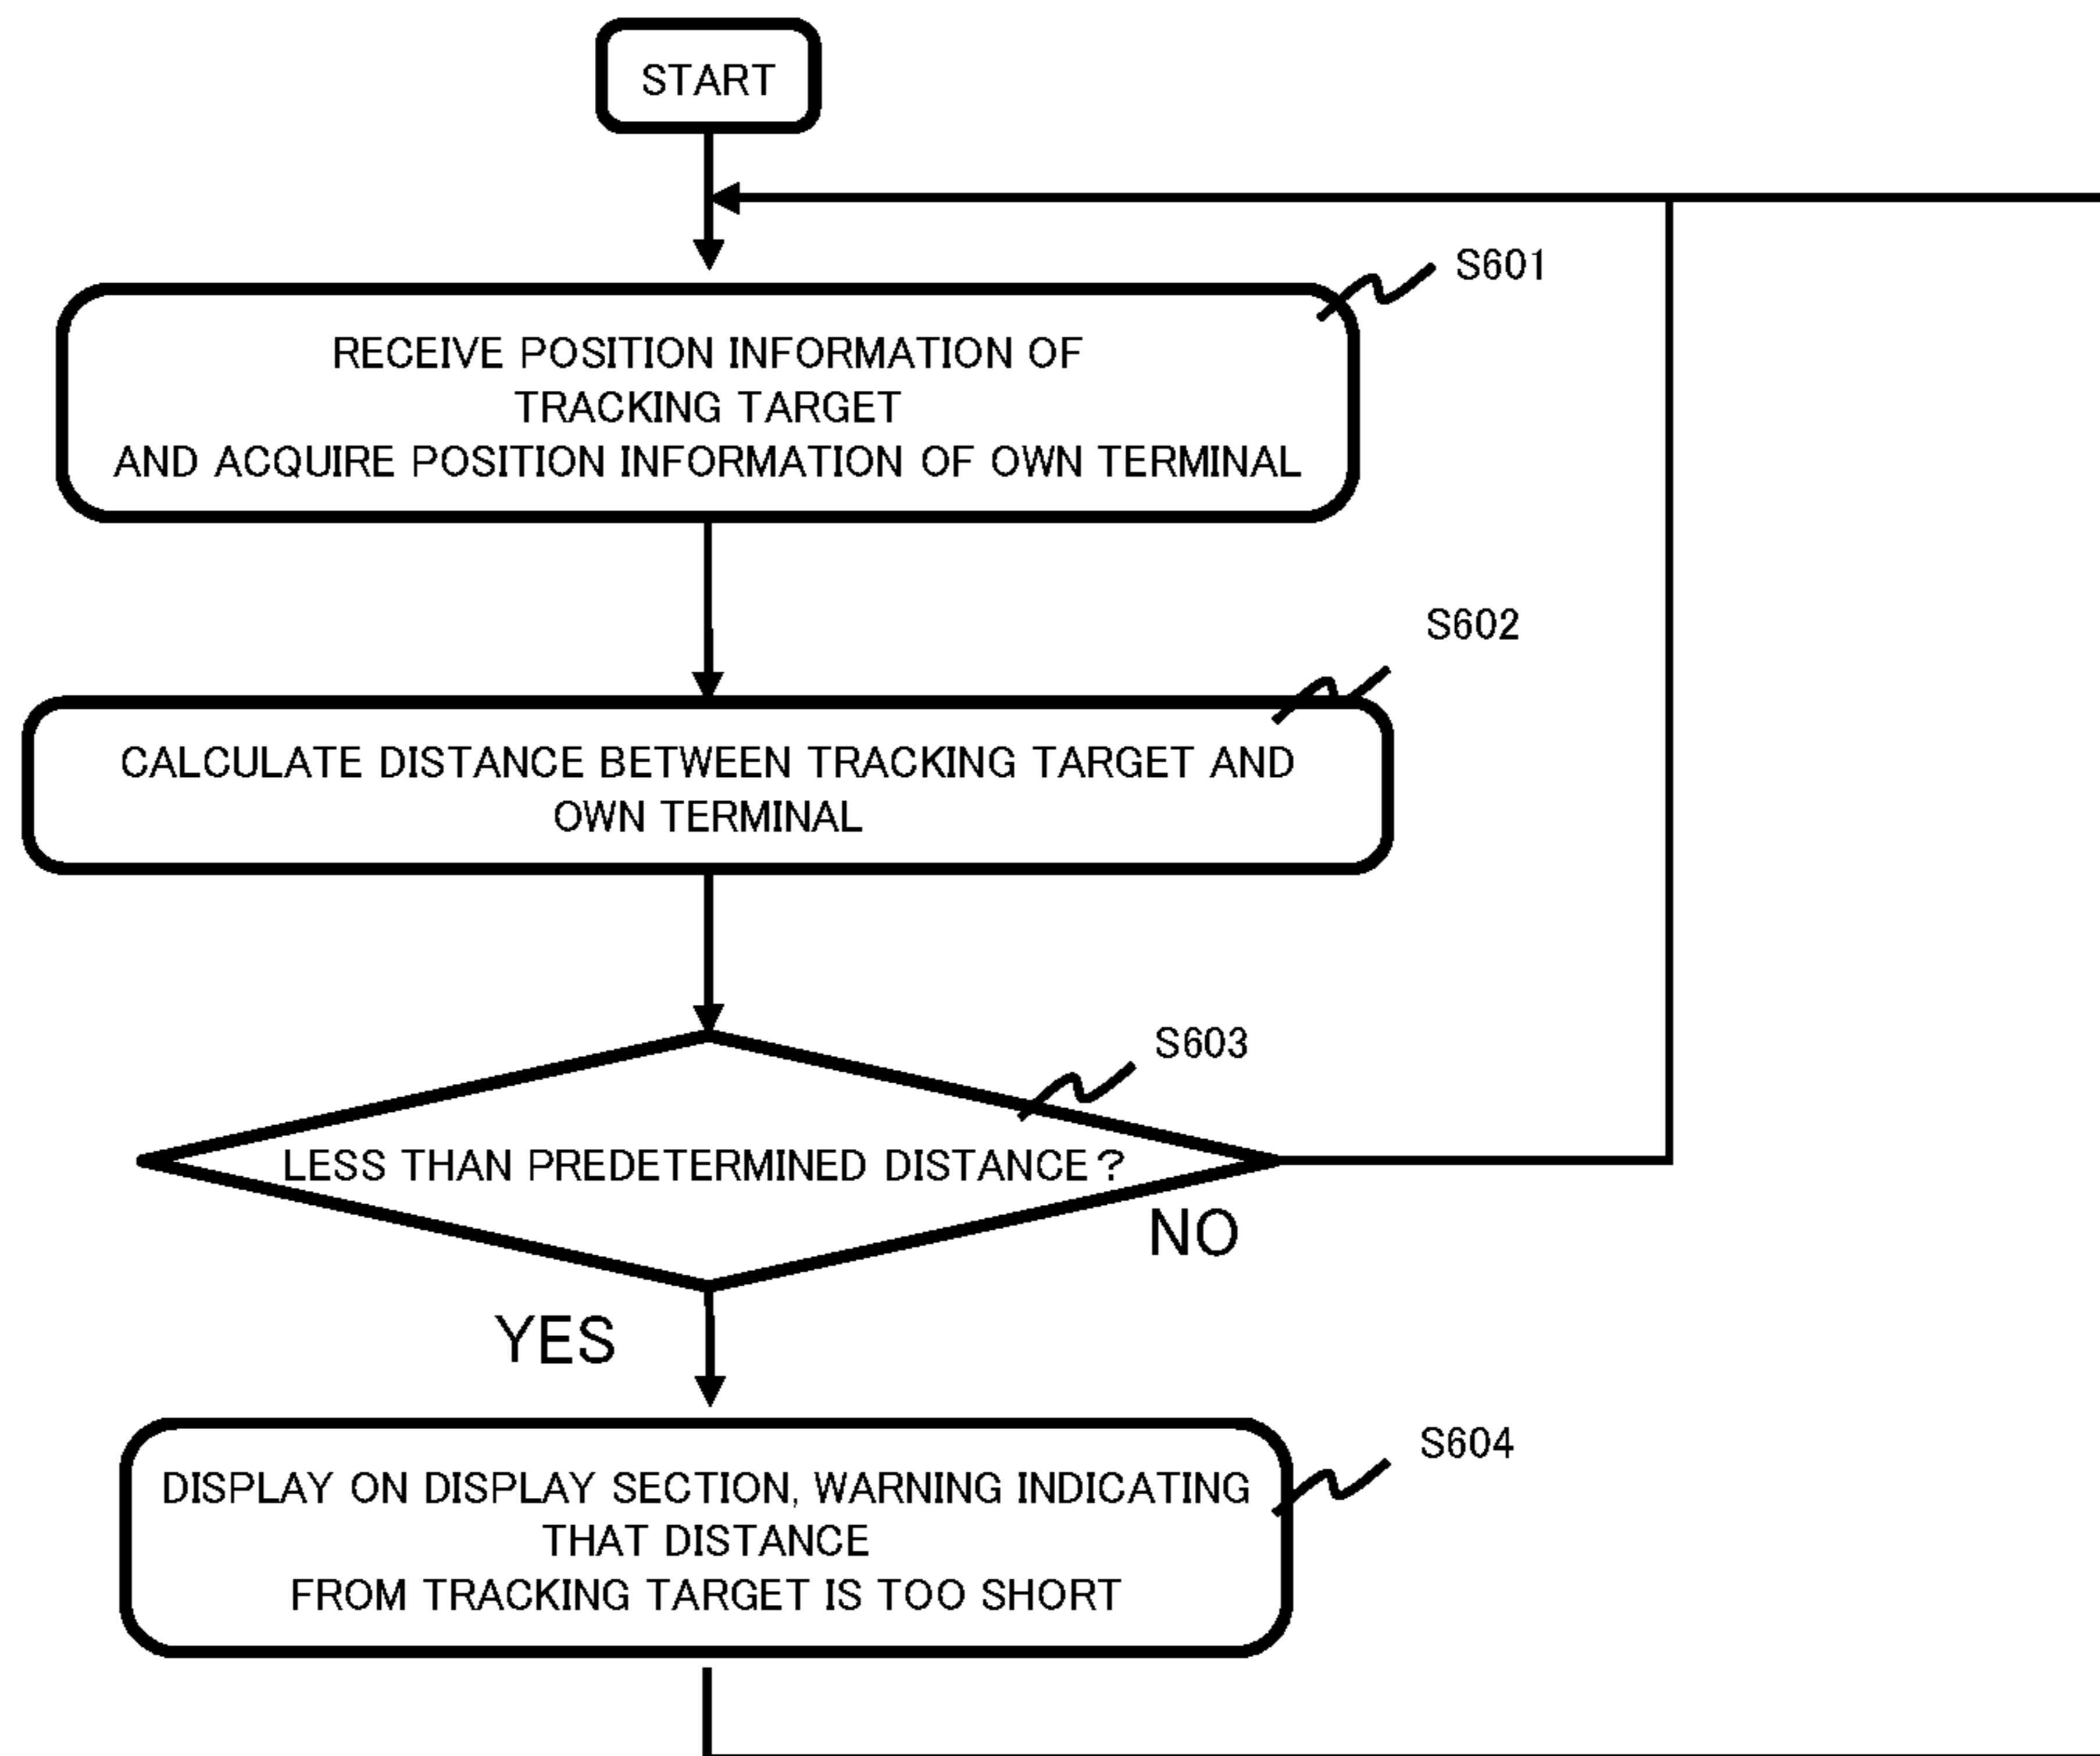 START
S601
RECEIVE POSITION INFORMATION OF
TRACKING TARGET
AND ACQUIRE POSITION INFORMATION OF OWN TERMINAL
S602
CALCULATE DISTANCE BETWEEN TRACKING TARGET AND
OWN TERMINAL
S603
LESS THAN PREDETERMINED DISTANCE?
NO
YES
S604
DISPLAY ON DISPLAY SECTION, WARNING INDICATING
THAT DISTANCE
FROM TRACKING TARGET IS TOO SHORT